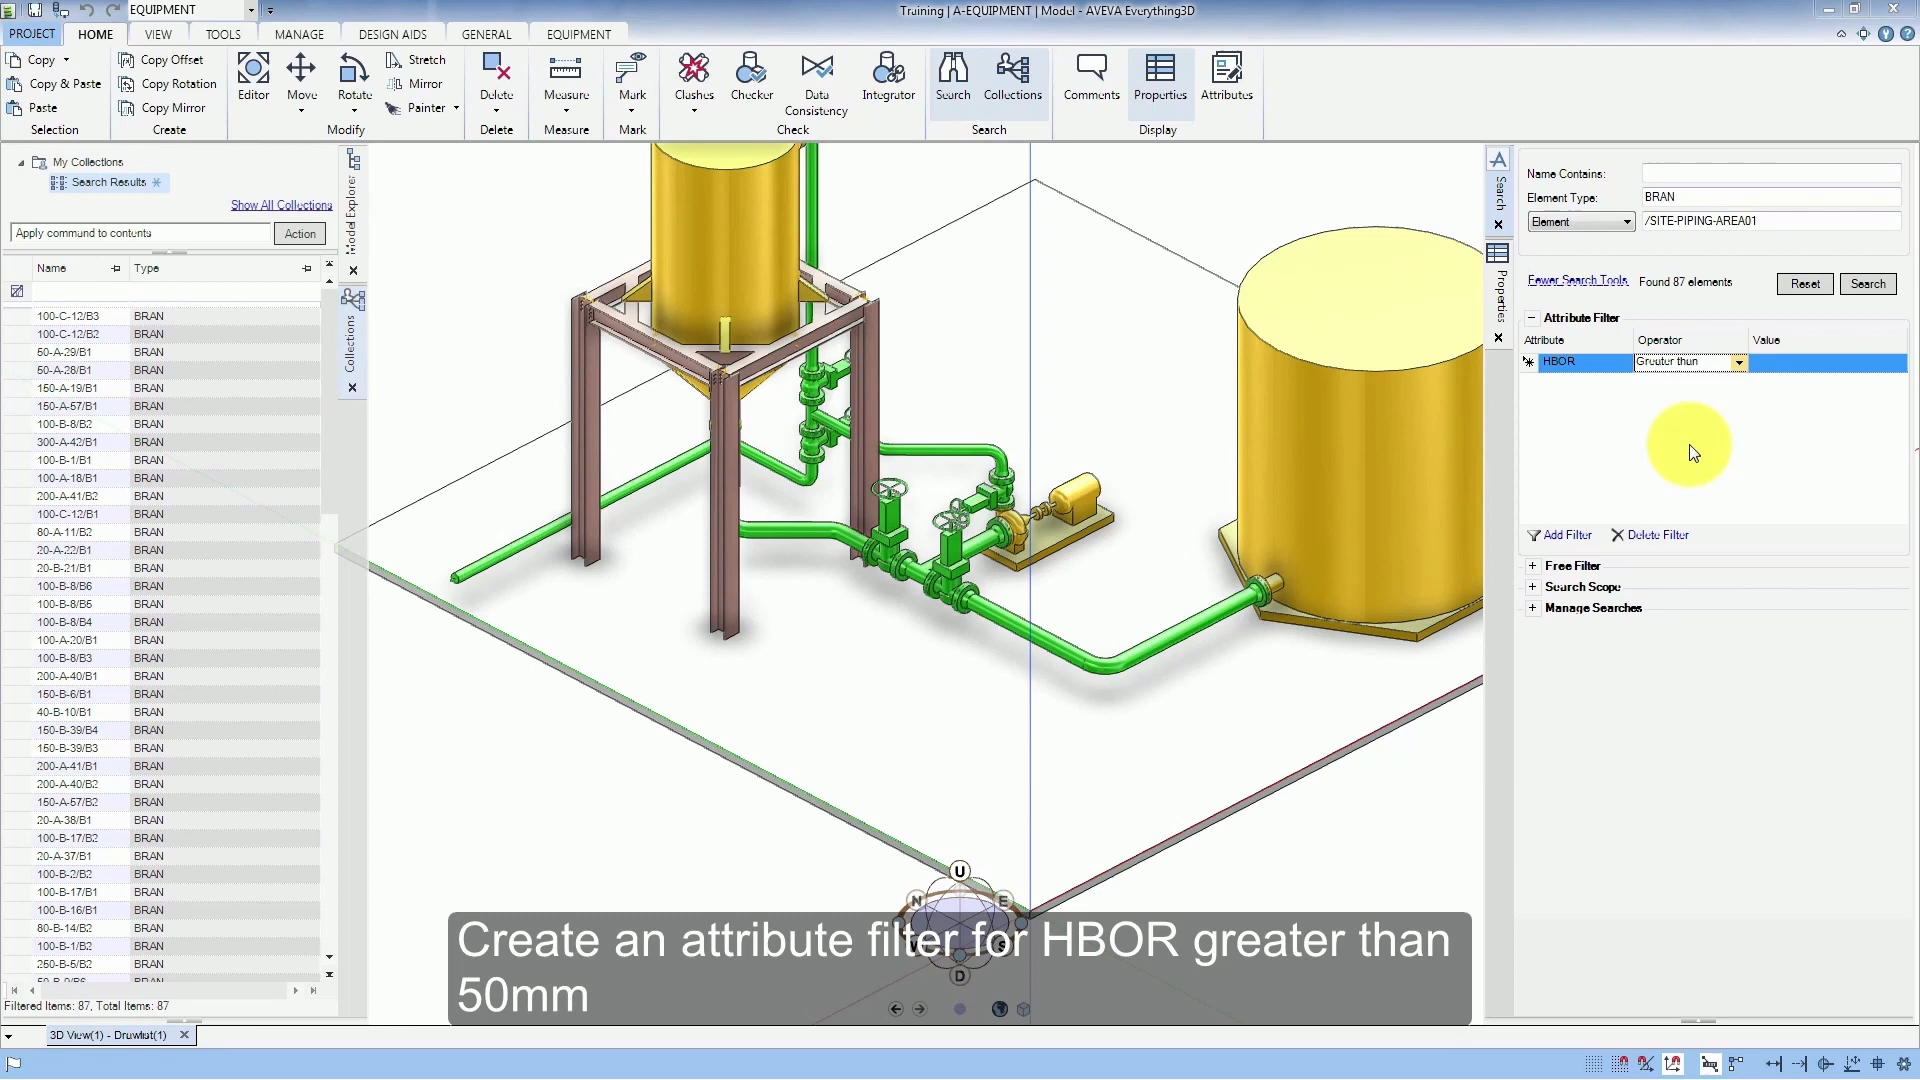 EQUIPMENT
Training | A-EQUIPMENT | Model - AVEVA Everything3D
PROJECT HOME VIEW TOOLS MANAGE DESIGN AIDS GENERAL EQUIPMENT
Copy
Copy & Paste
Paste
Selection
Copy Offset
Copy Rotation
Copy Mirror
Create
Editor
Move
Rotate
Stretch
Mirror
Painter
Modify
Delete
Delete
Measure
Measure
Mark
Mark
Clashes
Checker
Data
Consistency
Integrator
Check
Search
Collections
Search
Comments
Properties
Attributes
Display
My Collections
Search Results
Show All Collections
Apply command to contents
Action
Name Type
100-C-12/B3 BRAN
100-C-12/B2 BRAN
50-A-29/B1 BRAN
50-A-28/B1 BRAN
150-A-19/B1 BRAN
150-A-57/B1 BRAN
100-B-8/B2 BRAN
300-A-42/B1 BRAN
100-B-1/B1 BRAN
100-A-18/B1 BRAN
200-A-41/B2 BRAN
100-C-12/B1 BRAN
80-A-11/B2 BRAN
20-A-22/B1 BRAN
20-B-21/B1 BRAN
100-B-8/B6 BRAN
100-B-8/B5 BRAN
100-B-8/B4 BRAN
100-A-20/B1 BRAN
100-B-8/B3 BRAN
200-A-40/B1 BRAN
150-B-6/B1 BRAN
40-B-10/B1 BRAN
150-B-39/B4 BRAN
150-B-39/B3 BRAN
200-A-41/B1 BRAN
200-A-40/B2 BRAN
150-A-57/B2 BRAN
20-A-38/B1 BRAN
100-B-17/B2 BRAN
20-A-37/B1 BRAN
100-B-2/B2 BRAN
100-B-17/B1 BRAN
100-B-16/B1 BRAN
80-B-14/B2 BRAN
100-B-1/B2 BRAN
250-B-5/B2 BRAN
Filtered Items: 87, Total Items: 87
3D View(1) - Drawlist(1)
Model Explorer
Collections
U
N
E
S
D
Create an attribute filter for HBOR greater than
50mm
Search
Properties
Name Contains:
Element Type: BRAN
Element /SITE-PIPING-AREA01
Fewer Search Tools Found 87 elements Reset Search
Attribute Filter
Attribute Operator Value
HBOR Greater than
Add Filter Delete Filter
Free Filter
Search Scope
Manage Searches